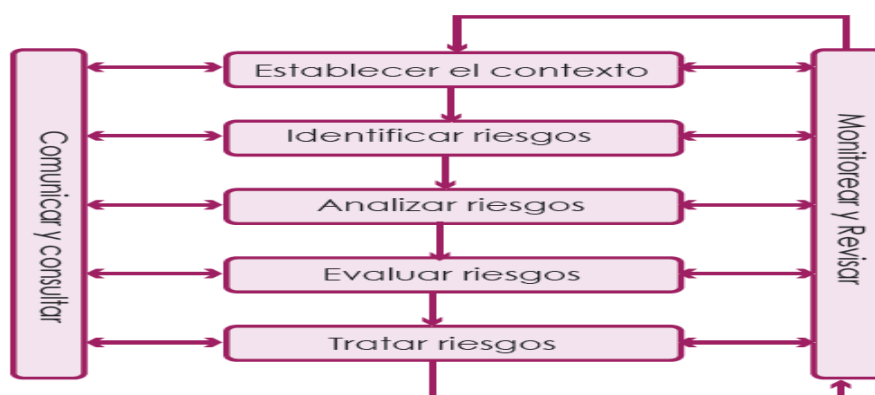 Establecer el contexto
Identificar riesgos
Analizar riesgos
Evaluar riesgos
Tratar riesgos
Comunicar y consultar
Monitorear y Revisar